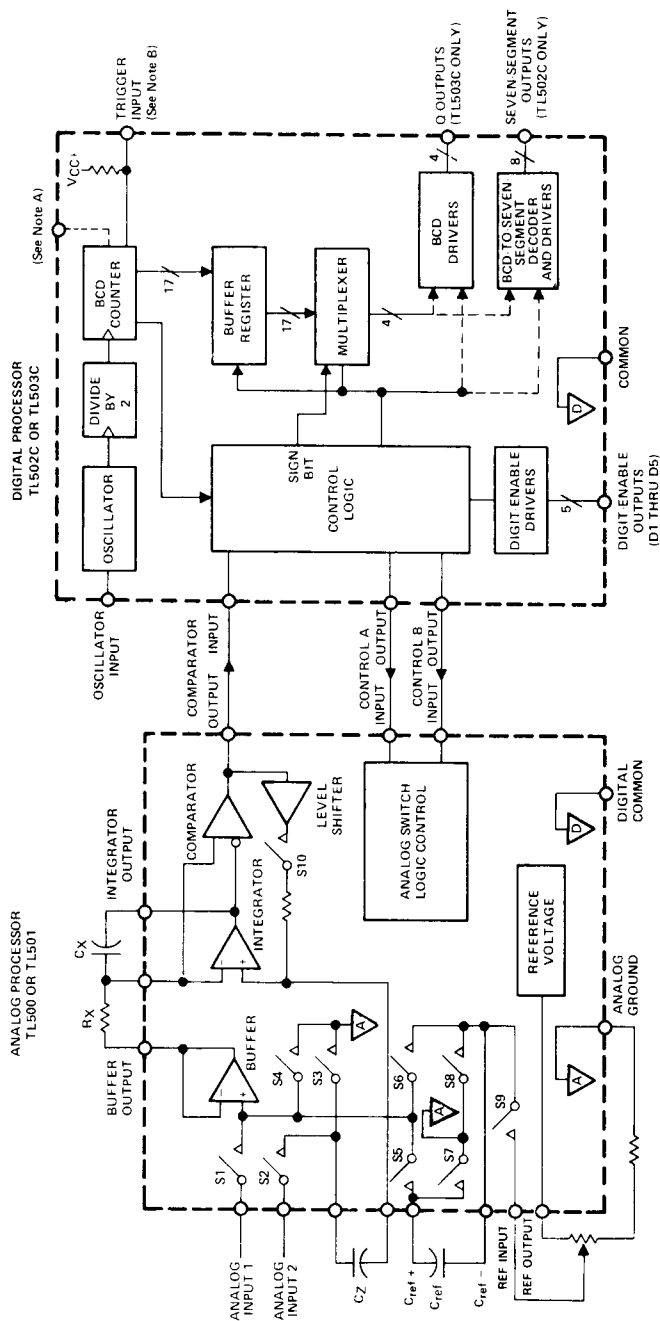 ANALOG PROCESSOR
TL500 OR TL501
BUFFER
OUTPUT
RX
CX
INTEGRATOR
OUTPUT
BUFFER
INTEGRATOR
COMPARATOR
LEVEL
SHIFTER
S10
ANALOG
INPUT 1
ANALOG
INPUT 2
S1
S2
S4
S3
A
CZ
Cref +
Cref
Cref −
S5
S6
S7
S8
A
S9
REF INPUT
REF OUTPUT
ANALOG SWITCH
LOGIC CONTROL
REFERENCE
VOLTAGE
A
D
ANALOG
GROUND
DIGITAL
COMMON
COMPARATOR
OUTPUT INPUT
CONTROL A
INPUT OUTPUT
CONTROL B
INPUT OUTPUT
DIGITAL PROCESSOR
TL502C OR TL503C
(See Note A)
OSCILLATOR
INPUT
OSCILLATOR
DIVIDE
BY
2
BCD
COUNTER
VCC+
TRIGGER
INPUT
(See Note B)
17
BUFFER
REGISTER
17
MULTIPLEXER
4
SIGN
BIT
CONTROL
LOGIC
BCD
DRIVERS
4
Q OUTPUTS
(TL503C ONLY)
BCD-TO-SEVEN-
SEGMENT
DECODER
AND DRIVERS
8
SEVEN-SEGMENT
OUTPUTS
(TL502C ONLY)
DIGIT-ENABLE
DRIVERS
5
D
DIGIT-ENABLE
OUTPUTS
(D1 THRU D5)
COMMON